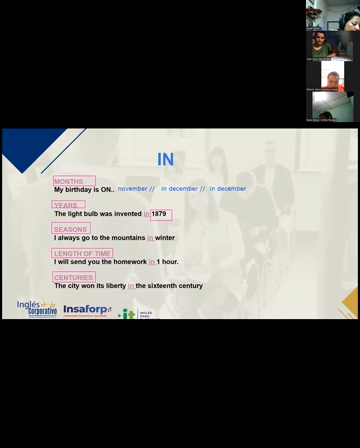 IN
MONTHS
My birthday is ON.. november // in december // in december
YEARS
The light bulb was invented in 1879
SEASONS
I always go to the mountains in winter
LENGTH OF TIME
I will send you the homework in 1 hour.
CENTURIES
The city won its liberty in the sixteenth century
Inglés
Corporativo
Insaforp
it
INGLÉS